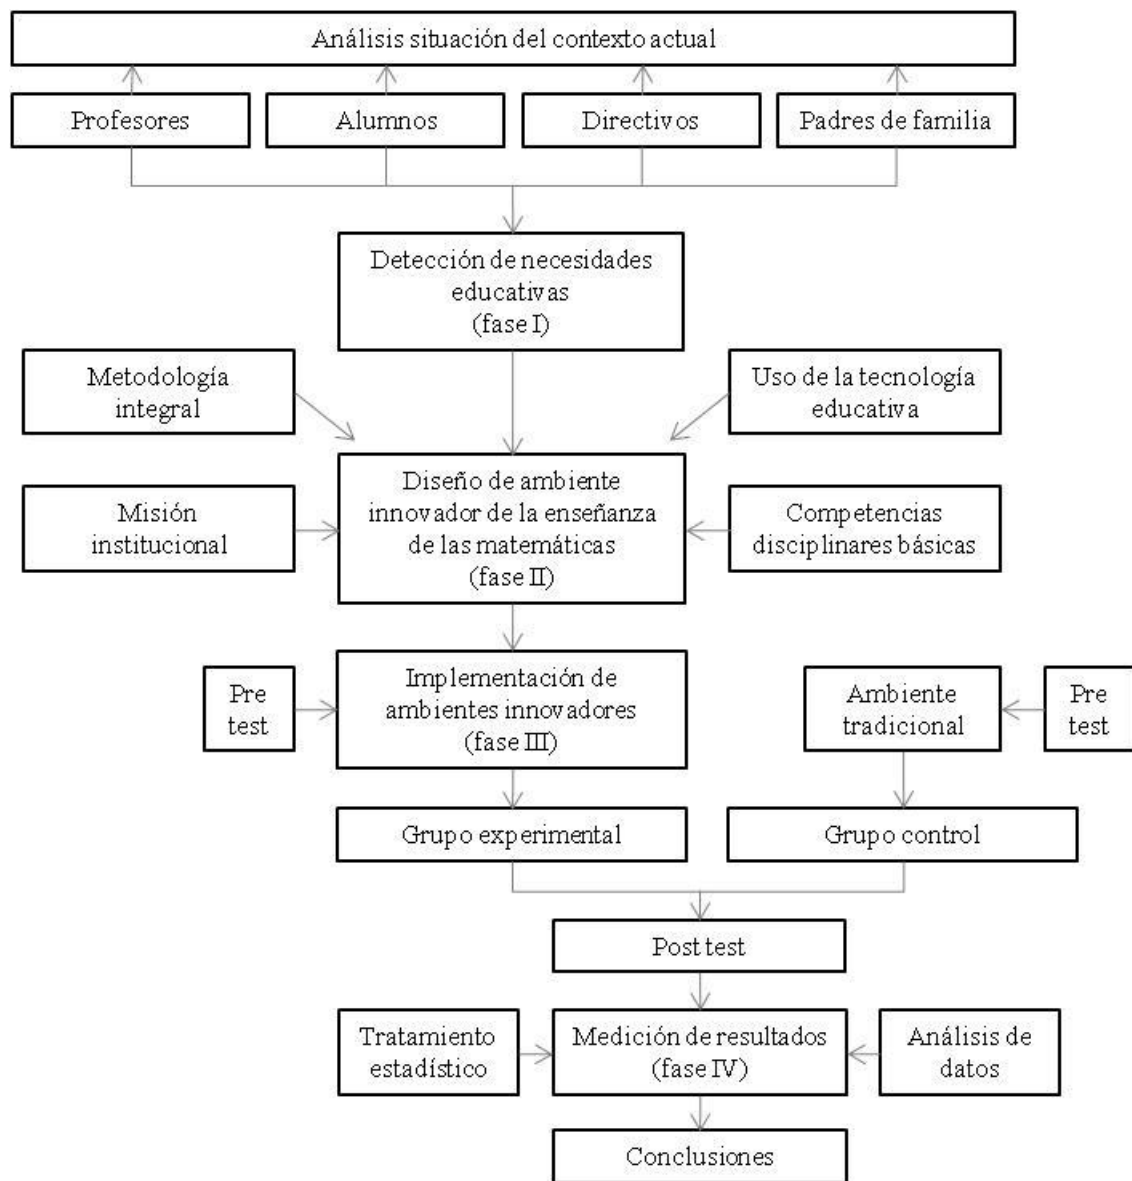 Análisis situación del contexto actual
Profesores
Alumnos
Directivos
Padres de familia
Detección de necesidades
educativas
(fase I)
Metodología
integral
Uso de la tecnología
educativa
Diseño de ambiente
innovador de la enseñanza
de las matemáticas
(fase II)
Misión
institucional
Competencias
disciplinares básicas
Pre
test
Implementación de
ambientes innovadores
(fase III)
Ambiente
tradicional
Pre
test
Grupo experimental
Grupo control
Post test
Tratamiento
estadístico
Medición de resultados
(fase IV)
Análisis de
datos
Conclusiones